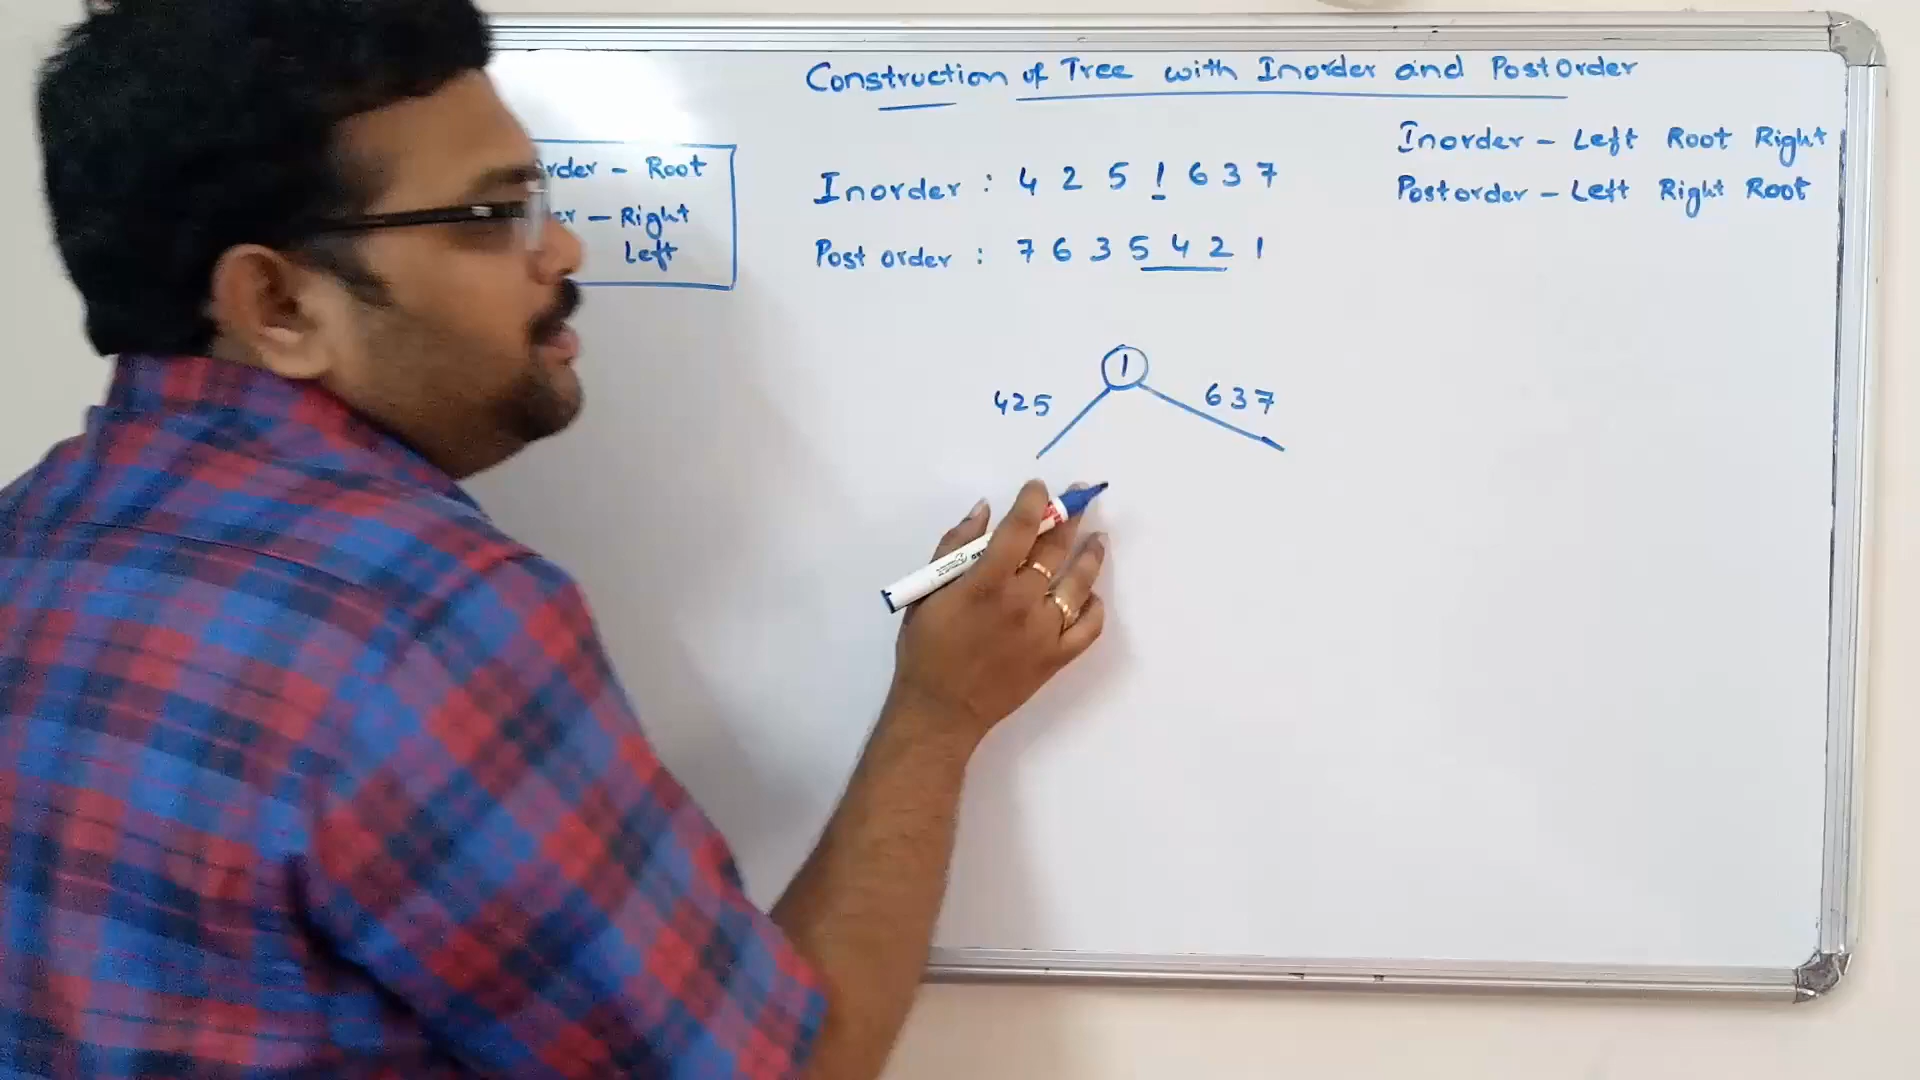 Construction of Tree with Inorder and PostOrder
Inorder – Left Root Right
Postorder – Left Right Root
order – Root
er – Right
Left
Inorder : 4 2 5 1 6 3 7
Post order : 7 6 3 5 4 2 1
1
425
637